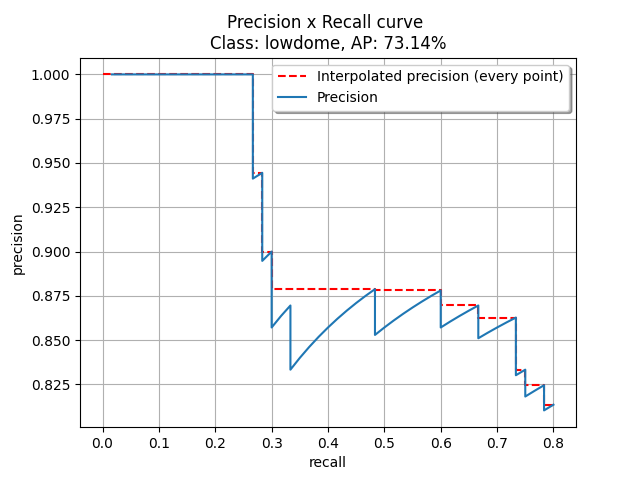 Precision x Recall curve
Class: lowdome, AP: 73.14%
Interpolated precision (every point)
Precision
1.000
0.975
0.950
0.925
0.900
0.875
0.850
0.825
precision
0.0 0.1 0.2 0.3 0.4 0.5 0.6 0.7 0.8
recall